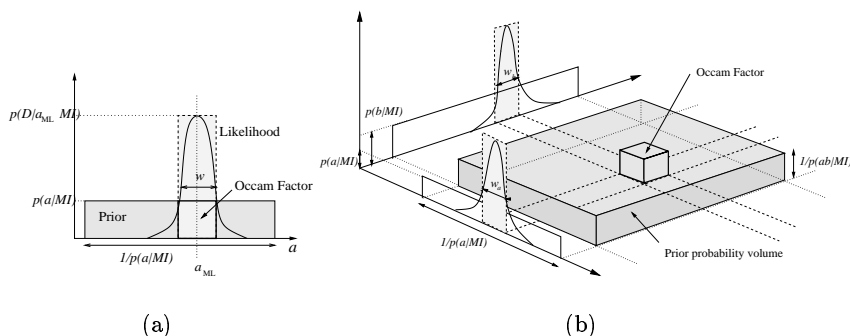 p(D/a_ML MI)
Likelihood
w
Occam Factor
p(a/MI)
Prior
1/p(a/MI)
a
a_ML
(a)
w_b
Occam Factor
p(b/MI)
p(a/MI)
1/p(ab/MI)
w_a
1/p(a/MI)
Prior probability volume
(b)